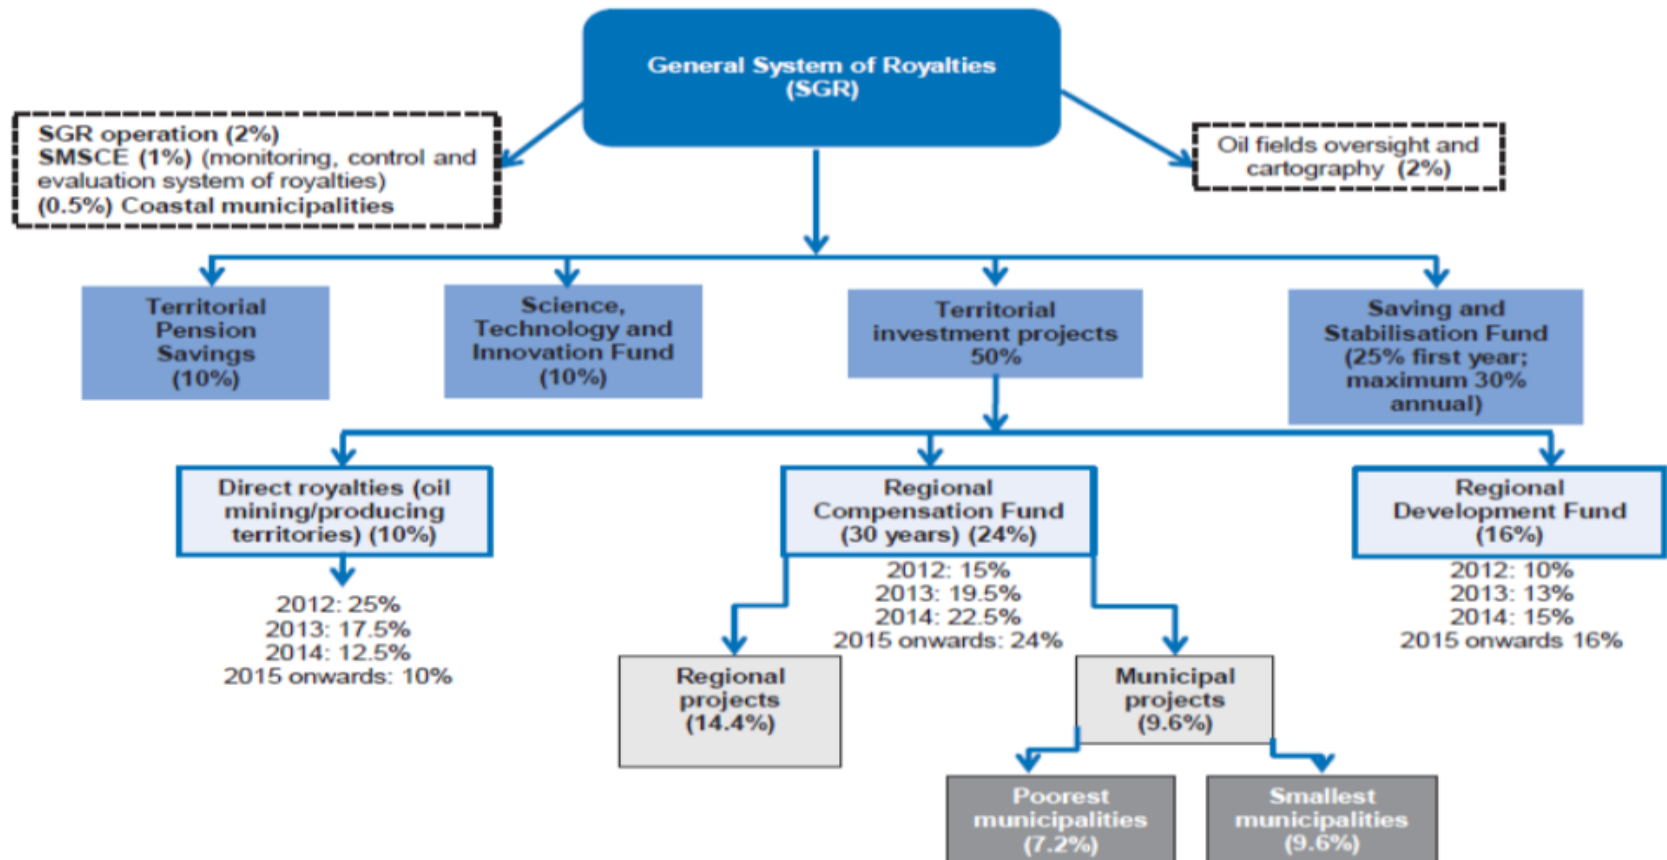 General System of Royalties
(SGR)
SGR operation (2%)
SMSCE (1%) (monitoring, control and
evaluation system of royalties)
(0.5%) Coastal municipalities
Oil fields oversight and
cartography (2%)
Territorial
Pension
Savings
(10%)
Science,
Technology and
Innovation Fund
(10%)
Territorial
investment projects
50%
Saving and
Stabilisation Fund
(25% first year;
maximum 30%
annual)
Direct royalties (oil
mining/producing
territories) (10%)
2012: 25%
2013: 17.5%
2014: 12.5%
2015 onwards: 10%
Regional
Compensation Fund
(30 years) (24%)
2012: 15%
2013: 19.5%
2014: 22.5%
2015 onwards: 24%
Regional
Development Fund
(16%)
2012: 10%
2013: 13%
2014: 15%
2015 onwards 16%
Regional
projects
(14.4%)
Municipal
projects
(9.6%)
Poorest
municipalities
(7.2%)
Smallest
municipalities
(9.6%)